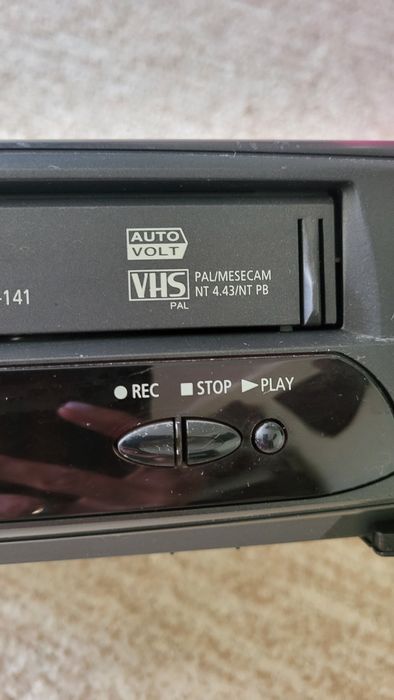 AUTO
VOLT
-141
VHS PAL/MESECAM
NT 4.43/NT PB
PAL
● REC ■ STOP ▶ PLAY